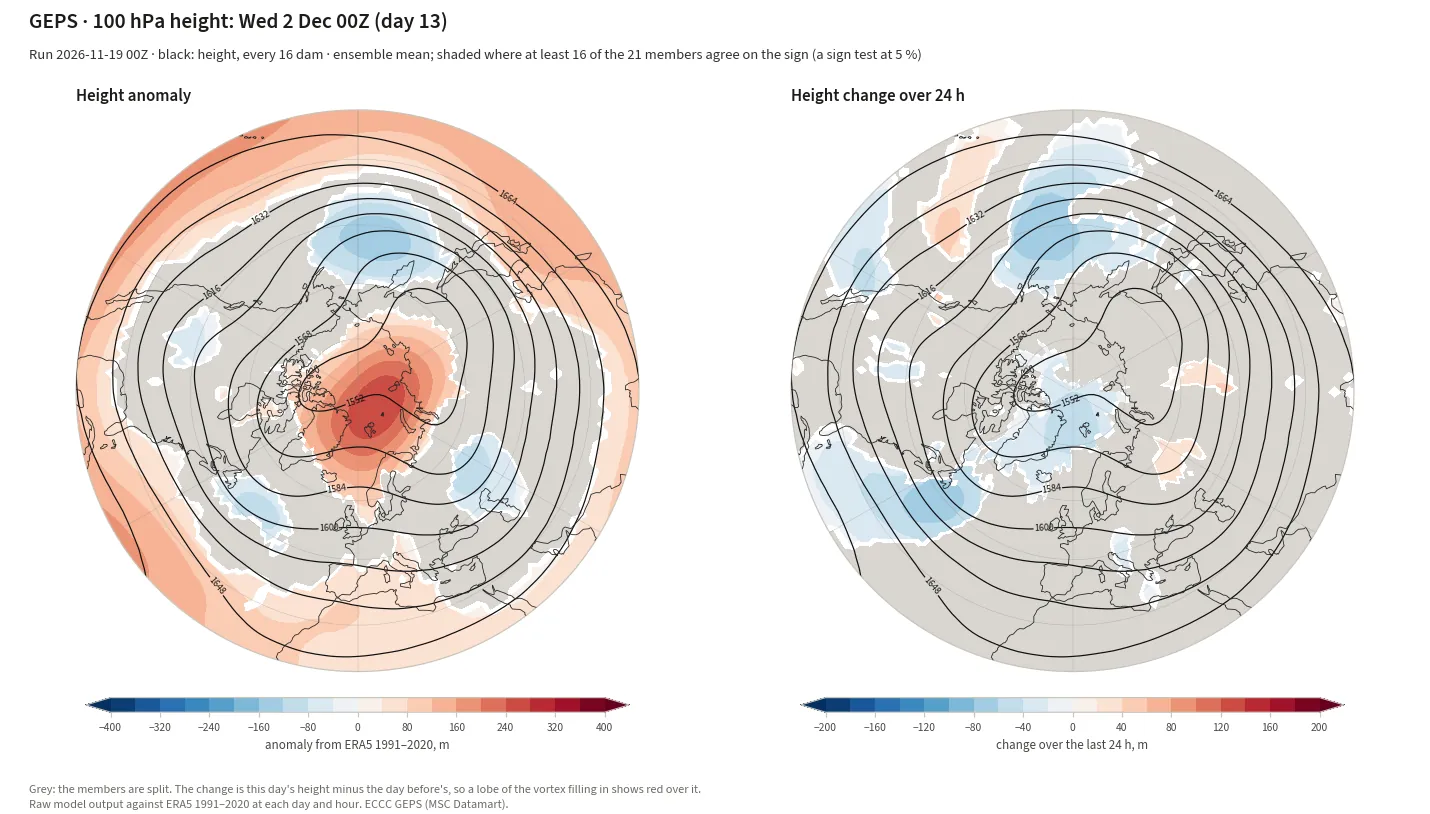 GEPS · 100 hPa height: Wed 2 Dec 00Z (day 13)
Run 2026-11-19 00Z · black: height, every 16 dam · ensemble mean; shaded where at least 16 of the 21 members agree on the sign (a sign test at 5 %)
Height anomaly
Height change over 24 h
1664
1632
1616
1568
1552
1584
1600
1648
1664
1632
1616
1568
1552
1584
1600
1648
−400 −320 −240 −160 −80 0 80 160 240 320 400
anomaly from ERA5 1991–2020, m
−200 −160 −120 −80 −40 0 40 80 120 160 200
change over the last 24 h, m
Grey: the members are split. The change is this day's height minus the day before's, so a lobe of the vortex filling in shows red over it.
Raw model output against ERA5 1991–2020 at each day and hour. ECCC GEPS (MSC Datamart).